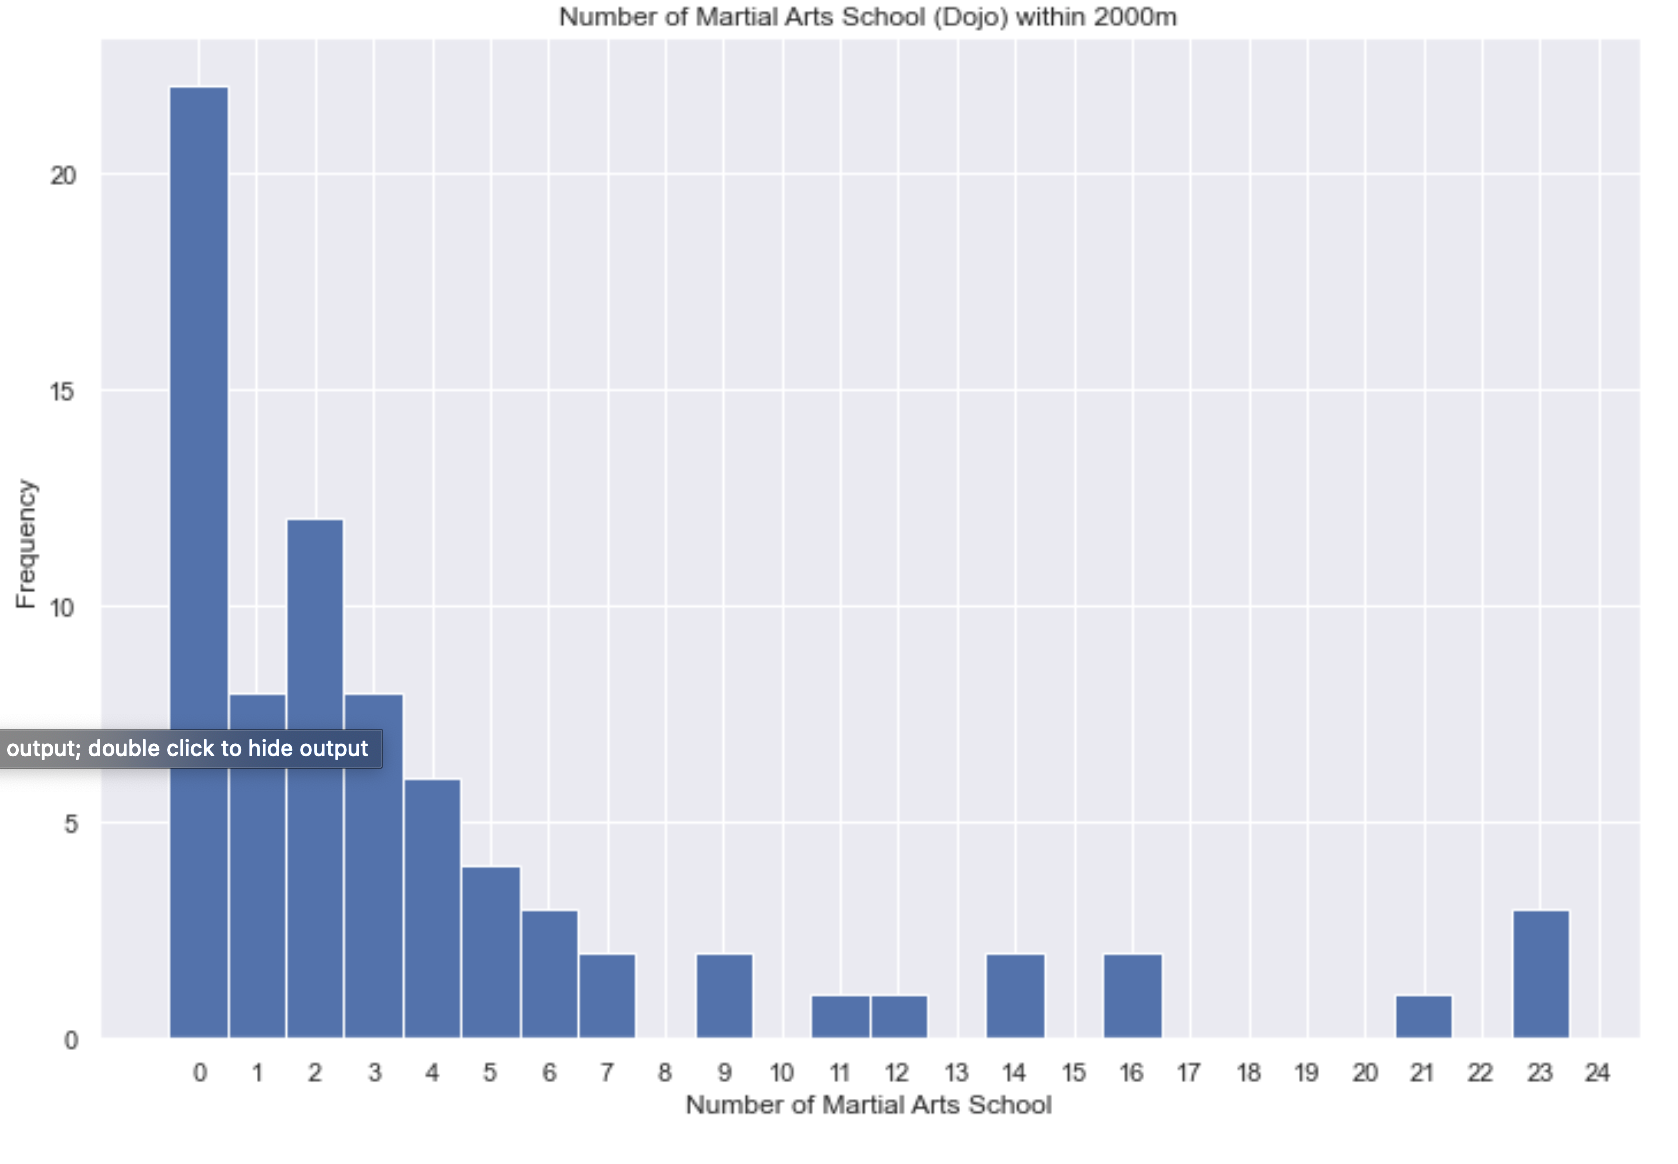 Number of Martial Arts School (Dojo) within 2000m
20
15
10
5
0
Frequency
output; double click to hide output
0 1 2 3 4 5 6 7 8 9 10 11 12 13 14 15 16 17 18 19 20 21 22 23 24
Number of Martial Arts School